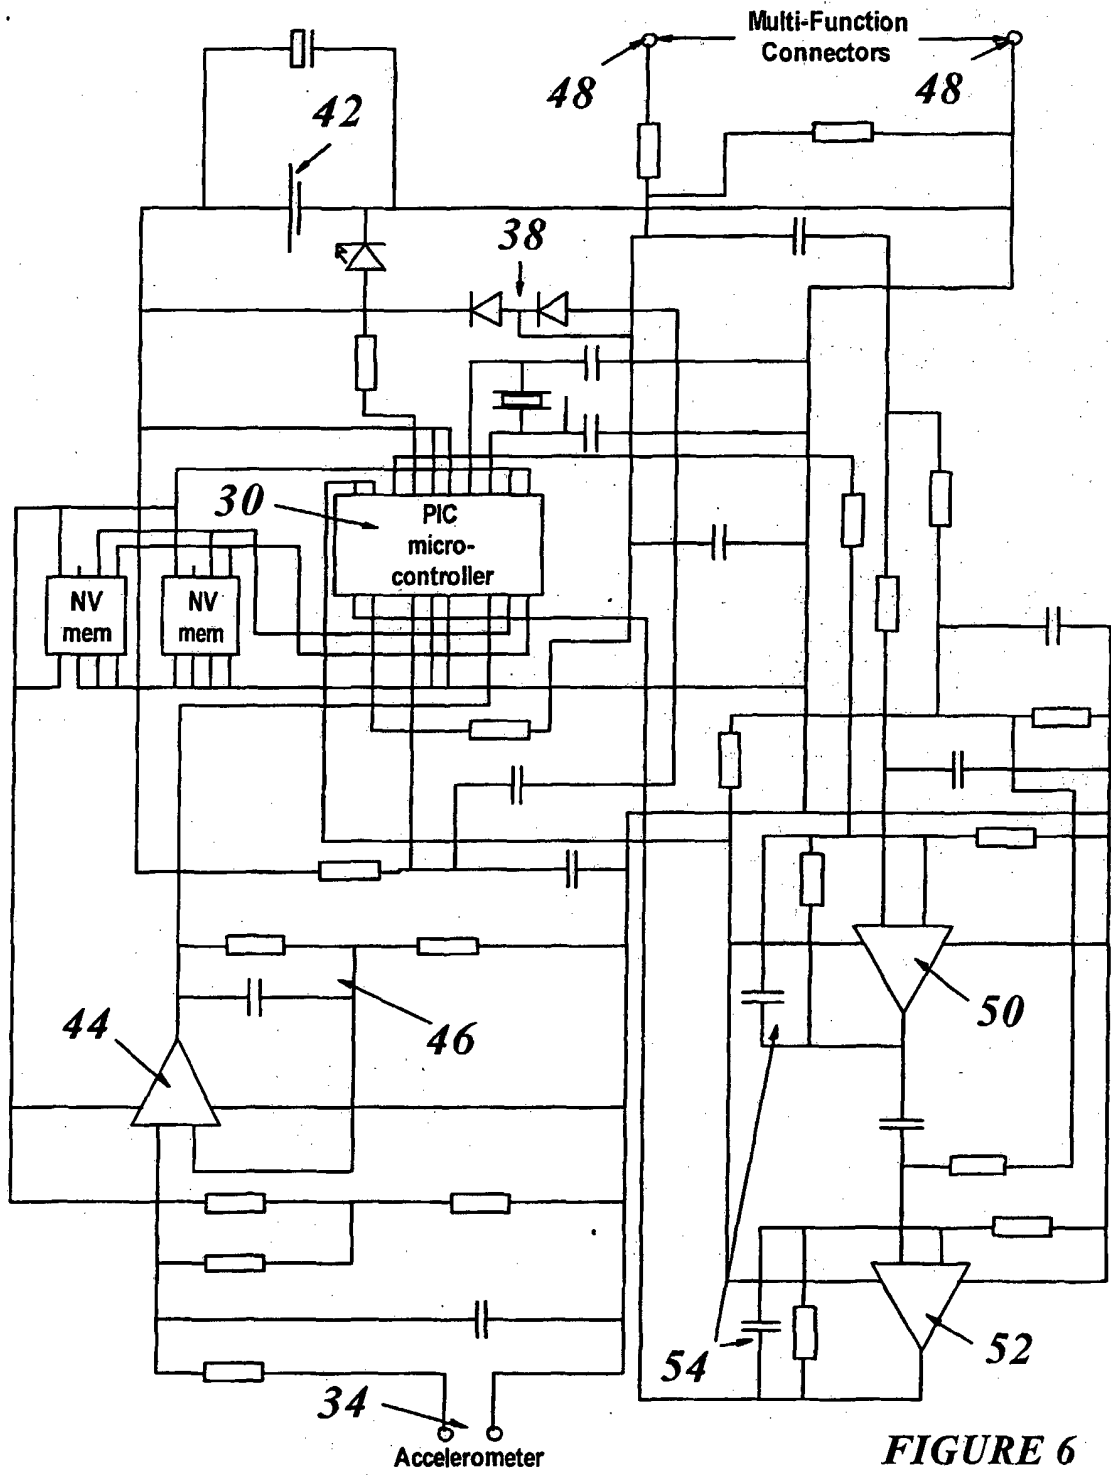 Multi-Function
Connectors
48
48
42
38
30
PIC
micro-
controller
NV
mem
NV
mem
50
44
46
54
52
34
Accelerometer
FIGURE 6